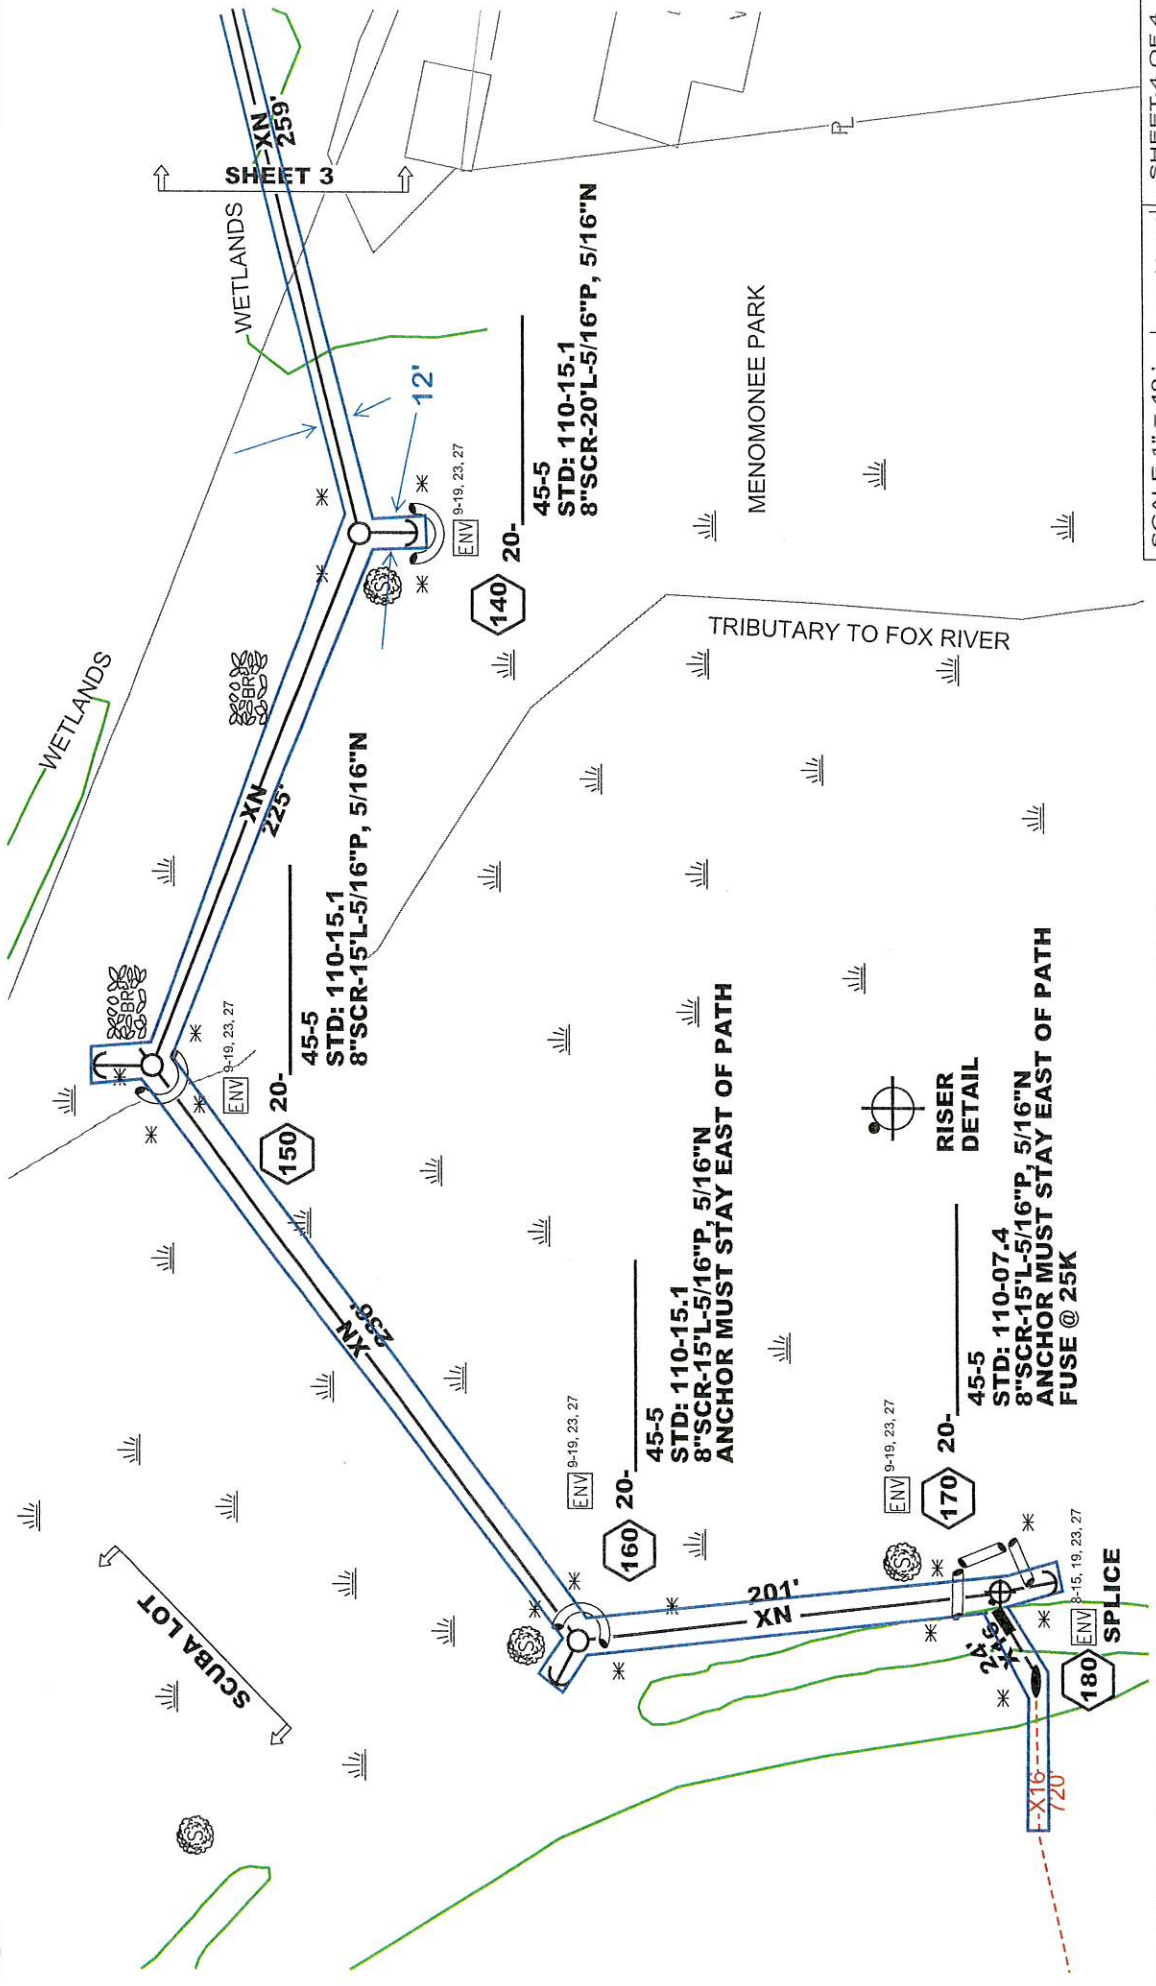 SHEET 3
XN
259'
WETLANDS
WETLANDS
12'
ENV 9-19, 23, 27
140 20-
45-5
STD: 110-15.1
8"SCR-20'L-5/16"P, 5/16"N
MENOMONEE PARK
PL
TRIBUTARY TO FOX RIVER
BR
XN
225'
BR
ENV 9-19, 23, 27
150 20-
45-5
STD: 110-15.1
8"SCR-15'L-5/16"P, 5/16"N
XN
236'
SCUBA LOT
S
S
S
S
ENV 9-19, 23, 27
160 20-
45-5
STD: 110-15.1
8"SCR-15'L-5/16"P, 5/16"N
ANCHOR MUST STAY EAST OF PATH
RISER
DETAIL
XN
201'
ENV 9-19, 23, 27
170 20-
45-5
STD: 110-07.4
8"SCR-15'L-5/16"P, 5/16"N
ANCHOR MUST STAY EAST OF PATH
FUSE @ 25K
24'
X16
180 ENV 8-15, 19, 23, 27
SPLICE
X16
720'
SHEET 4 OF 4